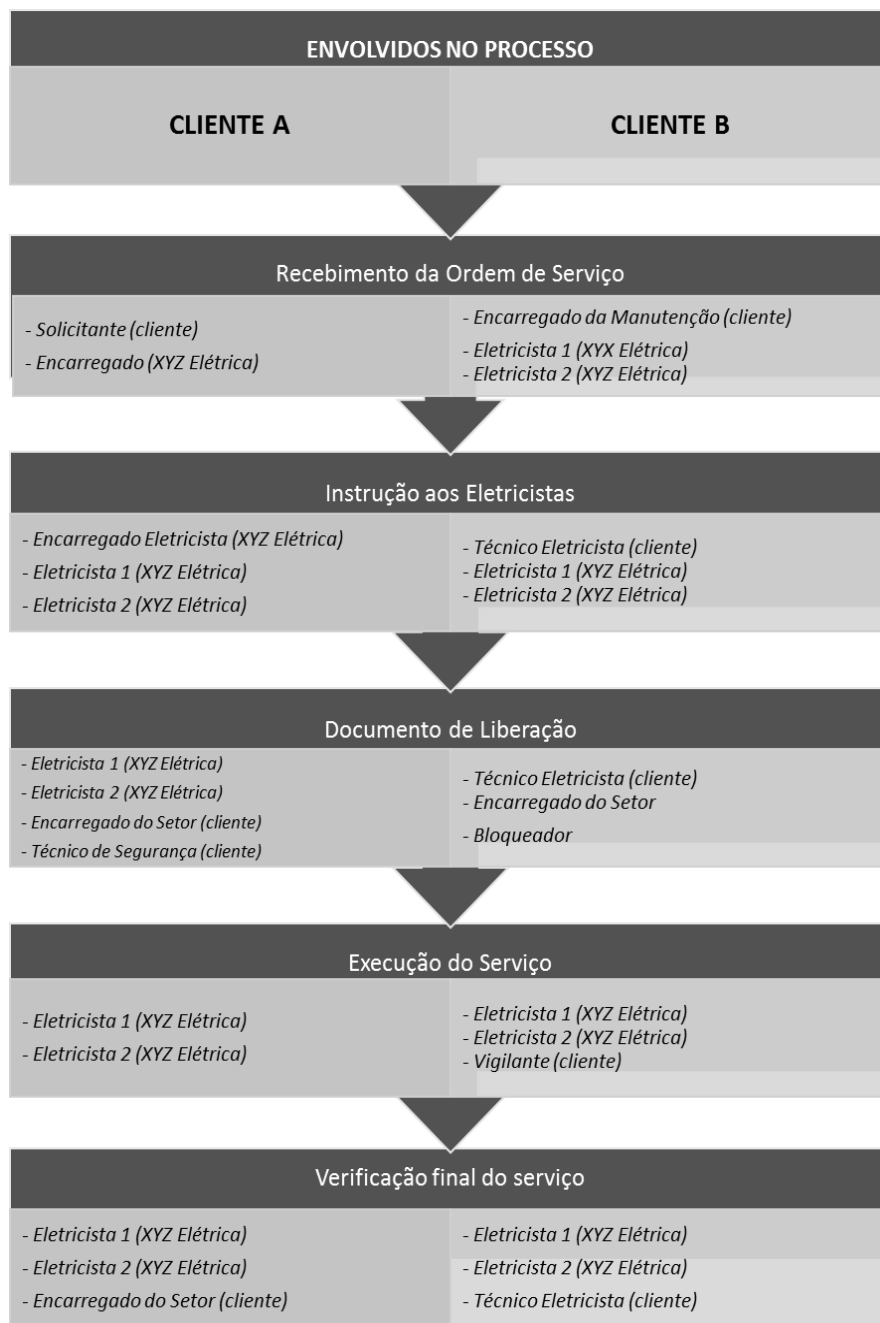 ENVOLVIDOS NO PROCESSO
CLIENTE A
CLIENTE B
Recebimento da Ordem de Serviço
- Solicitante (cliente)
- Encarregado (XYZ Elétrica)
- Encarregado da Manutenção (cliente)
- Eletricista 1 (XYX Elétrica)
- Eletricista 2 (XYZ Elétrica)
Instrução aos Eletricistas
- Encarregado Eletricista (XYZ Elétrica)
- Eletricista 1 (XYZ Elétrica)
- Eletricista 2 (XYZ Elétrica)
- Técnico Eletricista (cliente)
- Eletricista 1 (XYZ Elétrica)
- Eletricista 2 (XYZ Elétrica)
Documento de Liberação
- Eletricista 1 (XYZ Elétrica)
- Eletricista 2 (XYZ Elétrica)
- Encarregado do Setor (cliente)
- Técnico de Segurança (cliente)
- Técnico Eletricista (cliente)
- Encarregado do Setor
- Bloqueador
Execução do Serviço
- Eletricista 1 (XYZ Elétrica)
- Eletricista 2 (XYZ Elétrica)
- Eletricista 1 (XYZ Elétrica)
- Eletricista 2 (XYZ Elétrica)
- Vigilante (cliente)
Verificação final do serviço
- Eletricista 1 (XYZ Elétrica)
- Eletricista 2 (XYZ Elétrica)
- Encarregado do Setor (cliente)
- Eletricista 1 (XYZ Elétrica)
- Eletricista 2 (XYZ Elétrica)
- Técnico Eletricista (cliente)